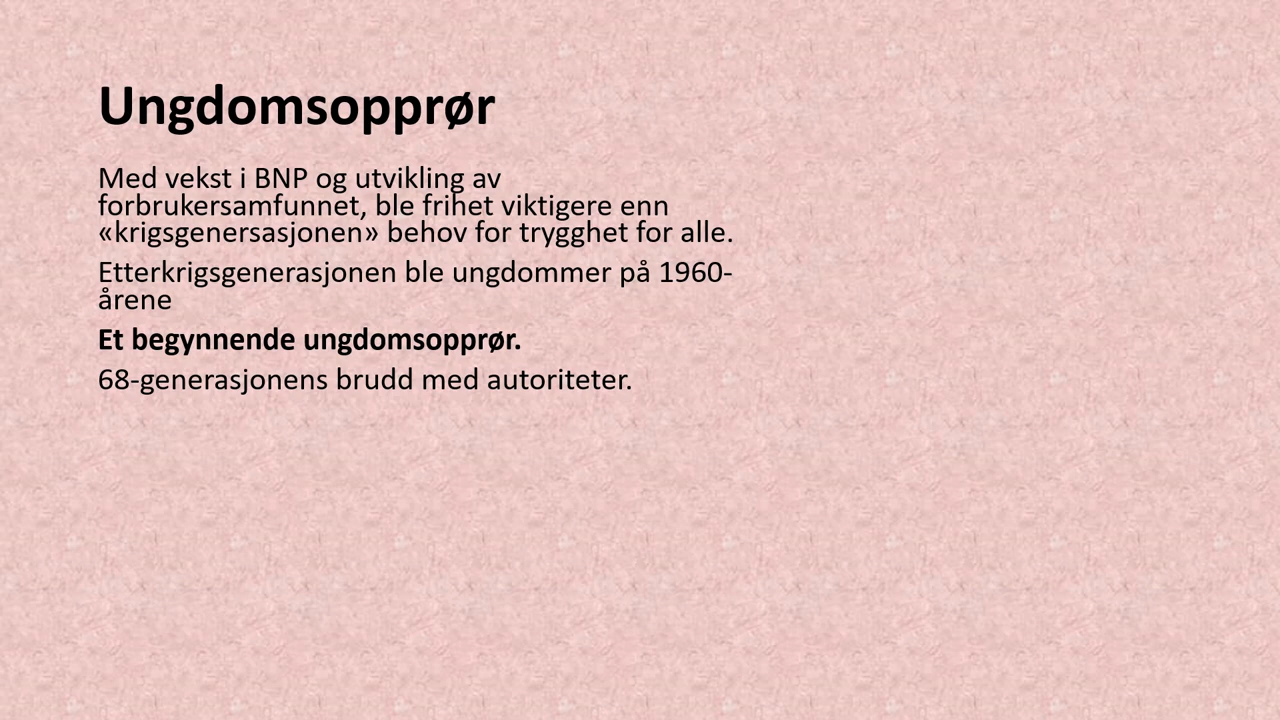 Ungdomsopprør
Med vekst i BNP og utvikling av
forbrukersamfunnet, ble frihet viktigere enn
«krigsgenersasjonen» behov for trygghet for alle.
Etterkrigsgenerasjonen ble ungdommer på 1960-
årene
Et begynnende ungdomsopprør.
68-generasjonens brudd med autoriteter.